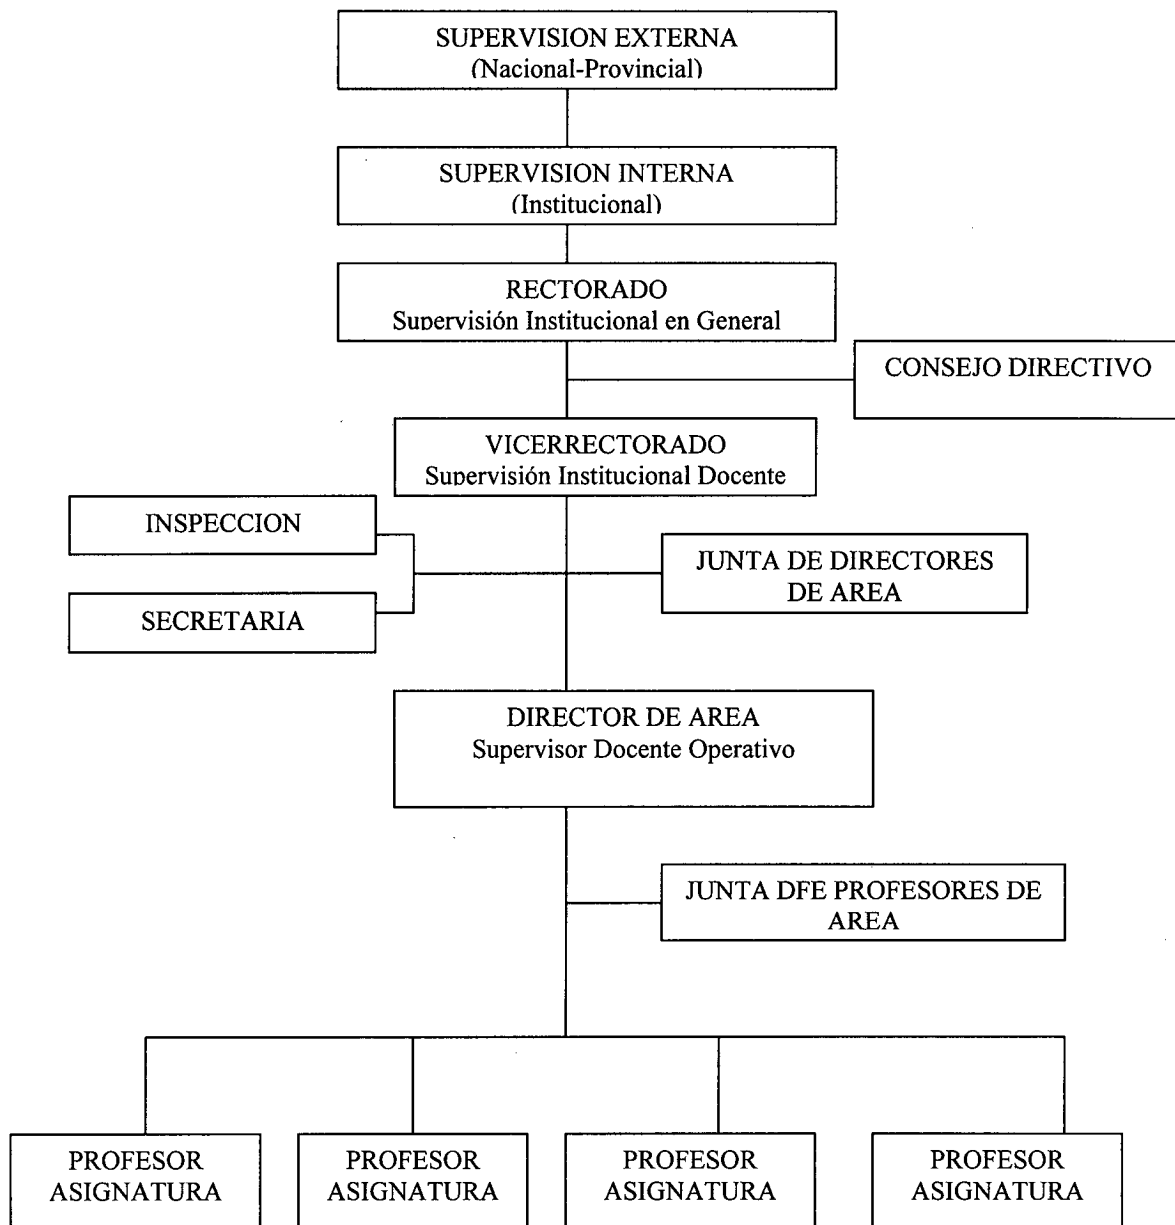 SUPERVISION EXTERNA
(Nacional-Provincial)
SUPERVISION INTERNA
(Institucional)
RECTORADO
Supervisión Institucional en General
CONSEJO DIRECTIVO
VICERRECTORADO
Supervisión Institucional Docente
INSPECCION
JUNTA DE DIRECTORES
DE AREA
SECRETARIA
DIRECTOR DE AREA
Supervisor Docente Operativo
JUNTA DFE PROFESORES DE
AREA
PROFESOR
ASIGNATURA
PROFESOR
ASIGNATURA
PROFESOR
ASIGNATURA
PROFESOR
ASIGNATURA